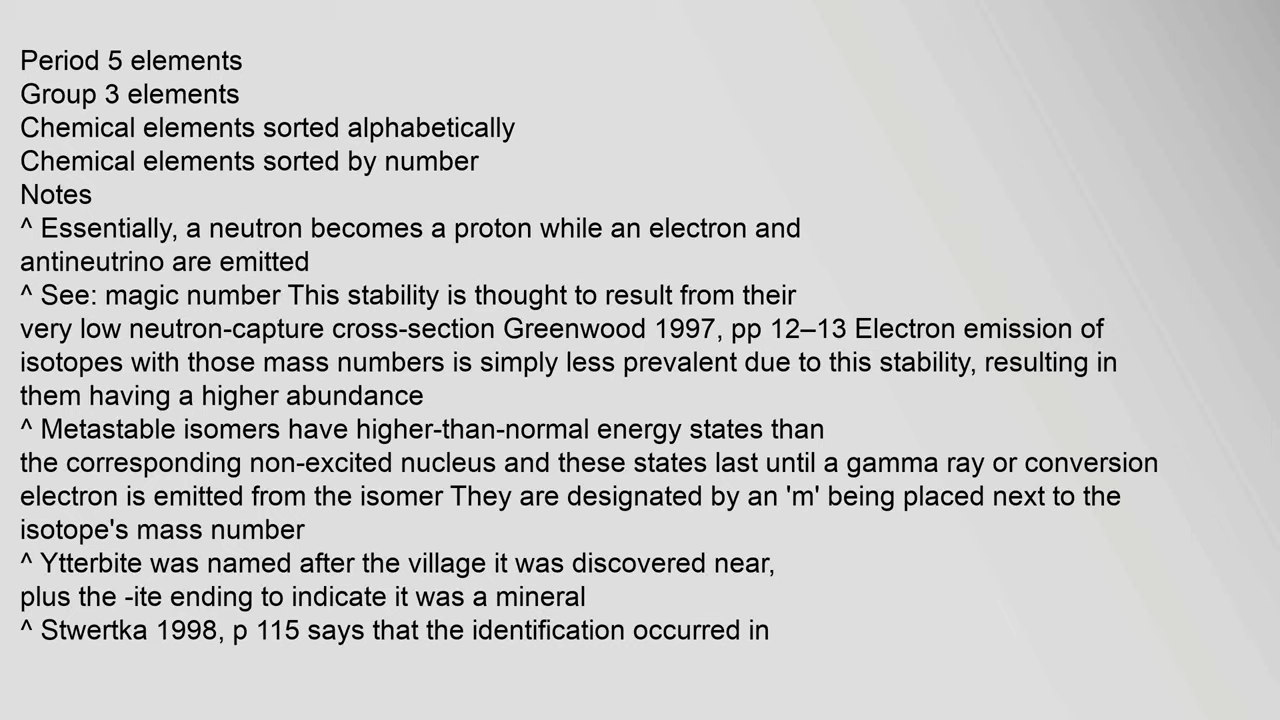 Period 5 elements
Group 3 elements
Chemical elements sorted alphabetically
Chemical elements sorted by number
Notes
^ Essentially, a neutron becomes a proton while an electron and
antineutrino are emitted
^ See: magic number This stability is thought to result from their
very low neutron-capture cross-section Greenwood 1997, pp 12–13 Electron emission of
isotopes with those mass numbers is simply less prevalent due to this stability, resulting in
them having a higher abundance
^ Metastable isomers have higher-than-normal energy states than
the corresponding non-excited nucleus and these states last until a gamma ray or conversion
electron is emitted from the isomer They are designated by an 'm' being placed next to the
isotope's mass number
^ Ytterbite was named after the village it was discovered near,
plus the -ite ending to indicate it was a mineral
^ Stwertka 1998, p 115 says that the identification occurred in